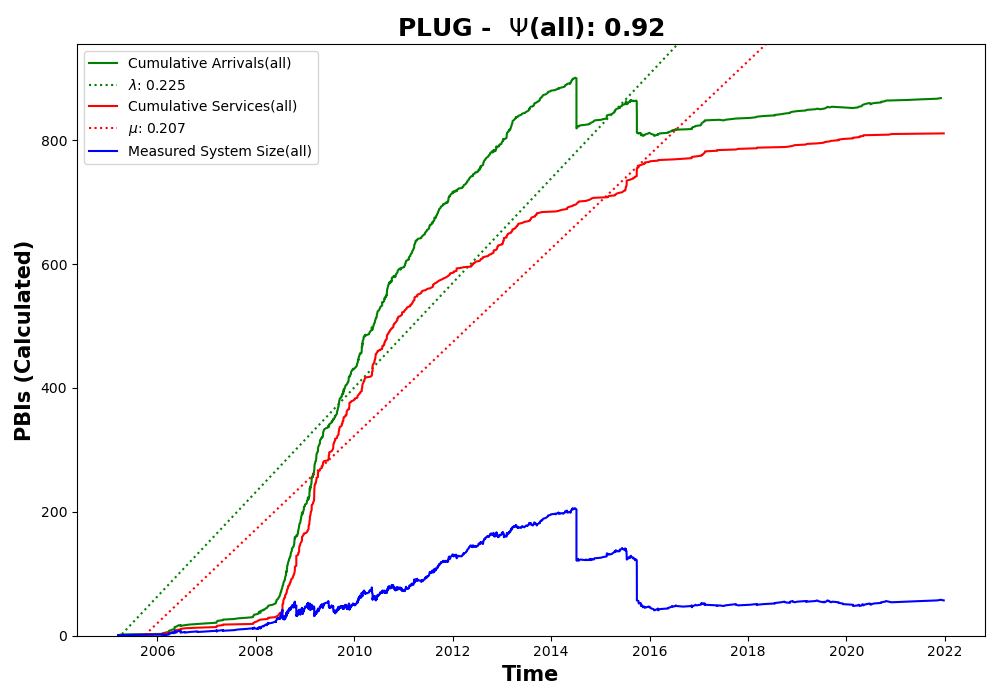 PLUG - Ψ(all): 0.92
Cumulative Arrivals(all)
λ: 0.225
Cumulative Services(all)
μ: 0.207
Measured System Size(all)
PBIs (Calculated)
800
600
400
200
0
2006 2008 2010 2012 2014 2016 2018 2020 2022
Time